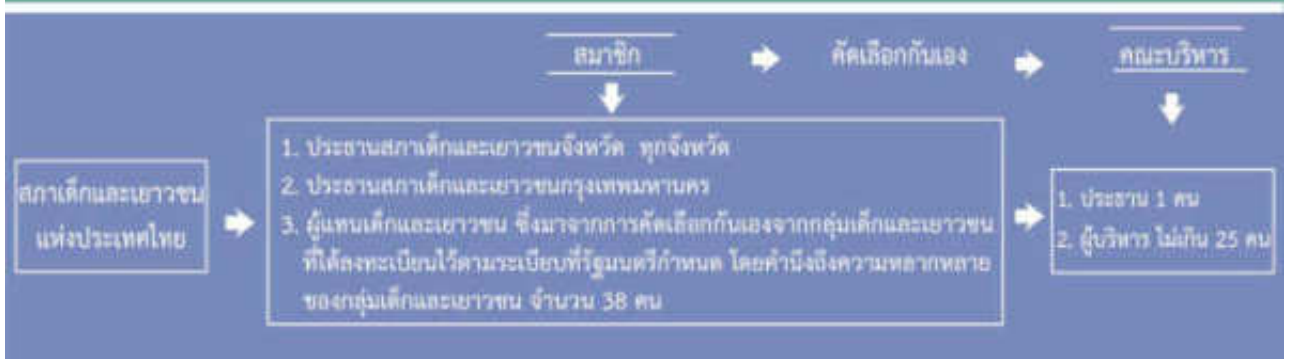 สมาชิก
คัดเลือกกันเอง
คณะบริหาร
สภาเด็กและเยาวชน
แห่งประเทศไทย
1. ประธานสภาเด็กและเยาวชนจังหวัด ทุกจังหวัด
2. ประธานสภาเด็กและเยาวชนกรุงเทพมหานคร
3. ผู้แทนเด็กและเยาวชน ซึ่งมาจากการคัดเลือกกันเองจากกลุ่มเด็กและเยาวชน
ที่ได้ลงทะเบียนไว้ตามระเบียบที่รัฐมนตรีกำหนด โดยคำนึงถึงความหลากหลาย
ของกลุ่มเด็กและเยาวชน จำนวน 38 คน
1. ประธาน 1 คน
2. ผู้บริหาร ไม่เกิน 25 คน